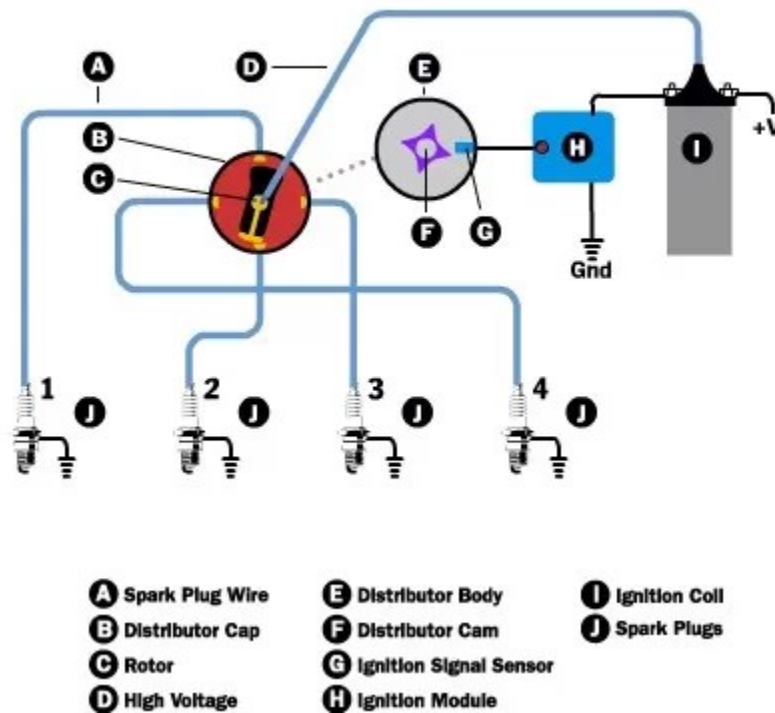 A
D
E
B
+V
H
I
C
F
G
Gnd
1
2
3
4
J
J
J
J
A Spark Plug Wire
B Distributor Cap
C Rotor
D High Voltage
E Distributor Body
F Distributor Cam
G Ignition Signal Sensor
H Ignition Module
I Ignition Coil
J Spark Plugs